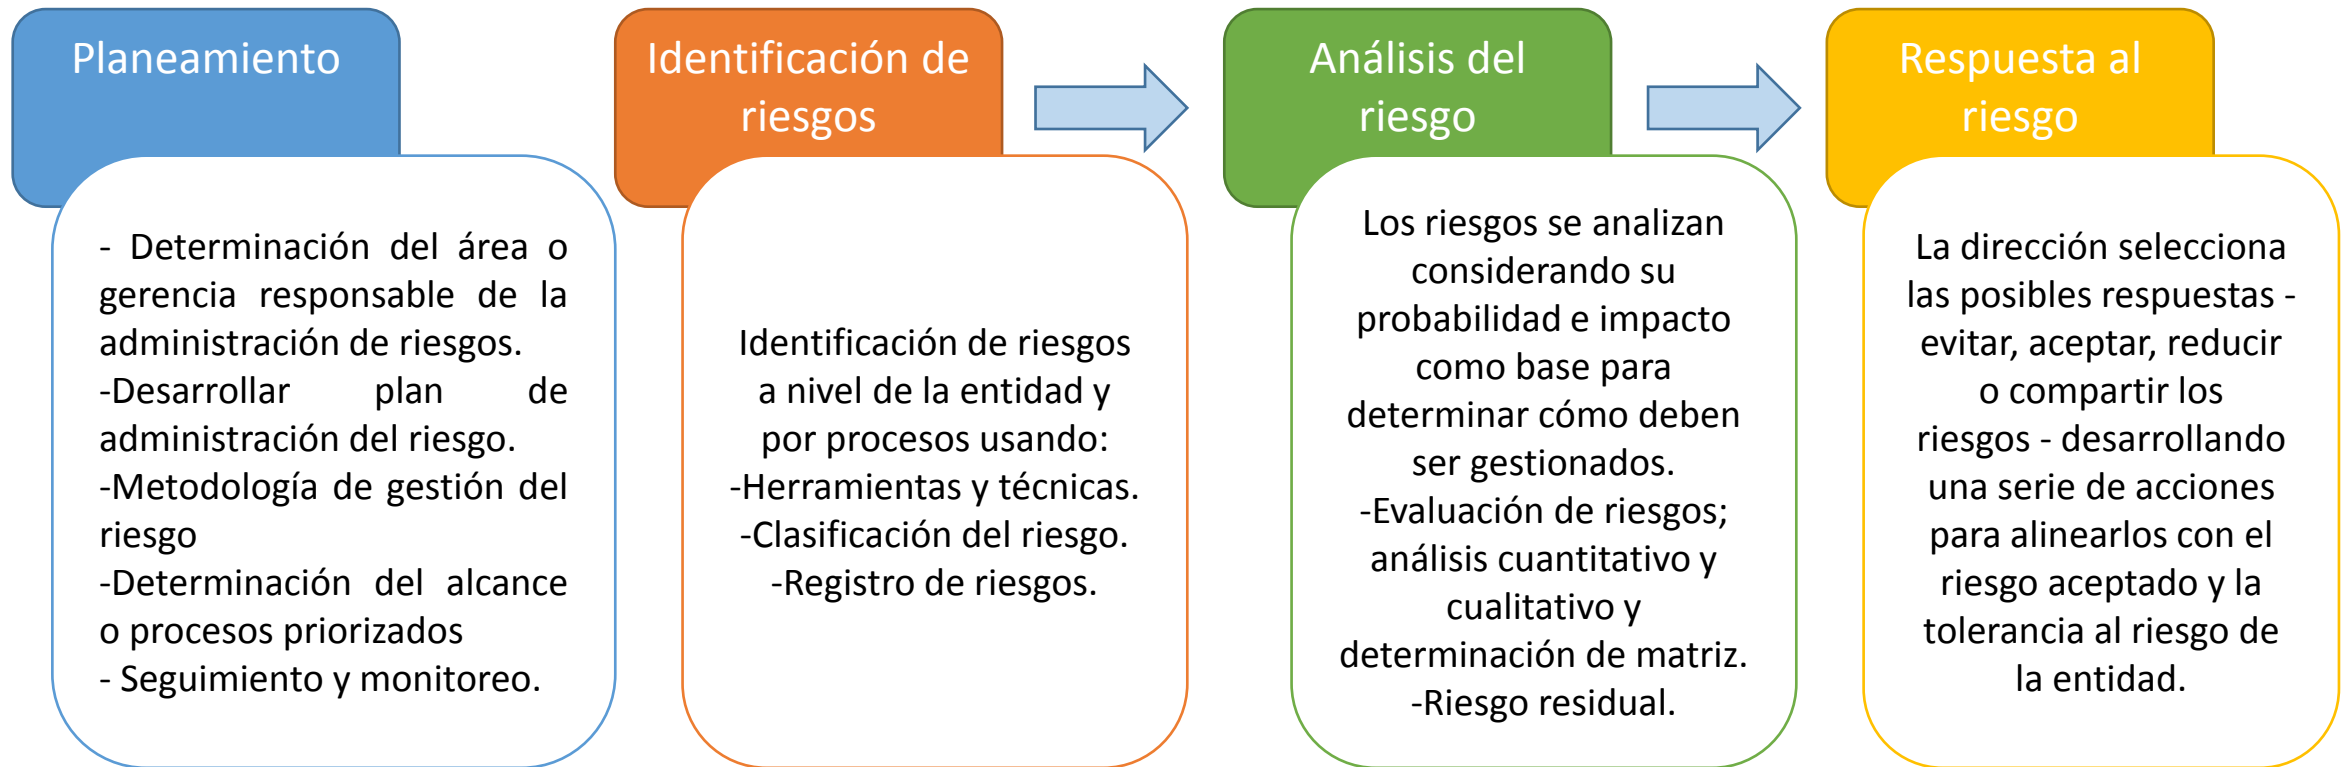 Planeamiento
- Determinación del área o
gerencia responsable de la
administración de riesgos.
-Desarrollar plan de
administración del riesgo.
-Metodología de gestión del
riesgo
-Determinación del alcance
o procesos priorizados
- Seguimiento y monitoreo.
Identificación de
riesgos
Identificación de riesgos
a nivel de la entidad y
por procesos usando:
-Herramientas y técnicas.
-Clasificación del riesgo.
-Registro de riesgos.
Análisis del
riesgo
Los riesgos se analizan
considerando su
probabilidad e impacto
como base para
determinar cómo deben
ser gestionados.
-Evaluación de riesgos;
análisis cuantitativo y
cualitativo y
determinación de matriz.
-Riesgo residual.
Respuesta al
riesgo
La dirección selecciona
las posibles respuestas -
evitar, aceptar, reducir
o compartir los
riesgos - desarrollando
una serie de acciones
para alinearlos con el
riesgo aceptado y la
tolerancia al riesgo de
la entidad.